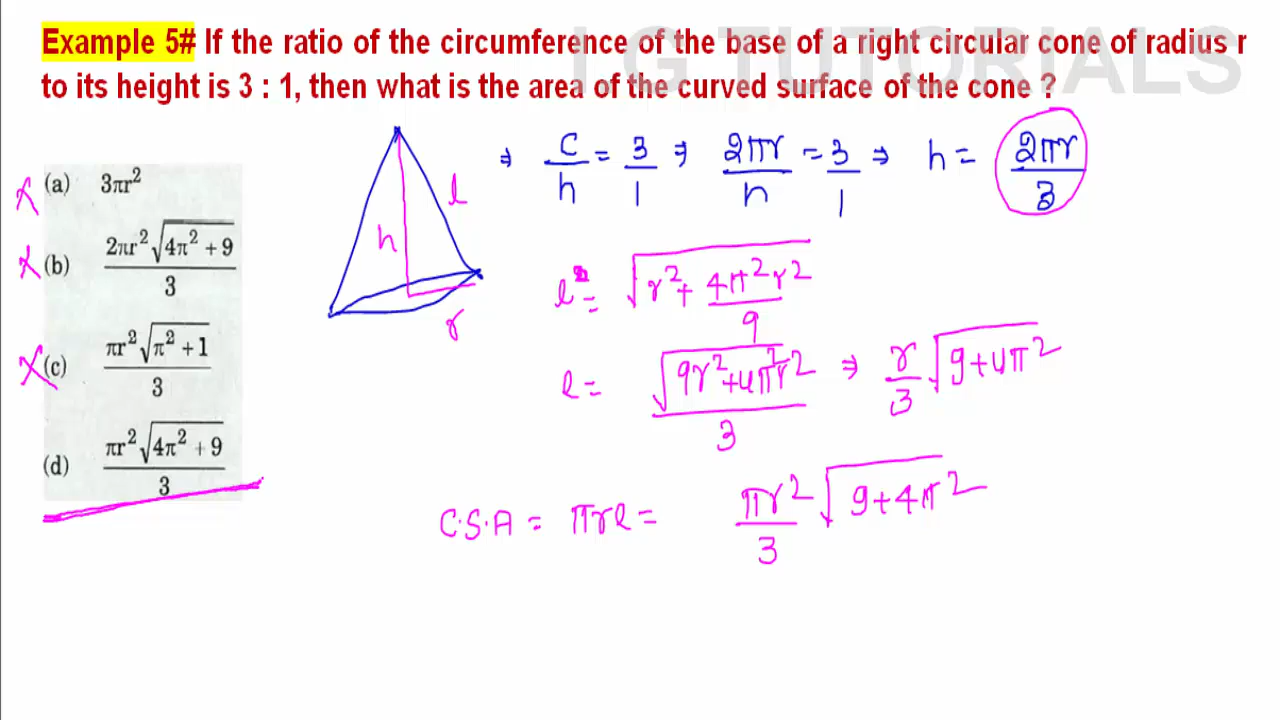 I G TUTORIALS
Example 5# If the ratio of the circumference of the base of a right circular cone of radius r
to its height is 3 : 1, then what is the area of the curved surface of the cone ?
(a) 3πr²
(b) 2πr²√(4π² + 9) / 3
(c) πr²√(π² + 1) / 3
(d) πr²√(4π² + 9) / 3
l
h
r
⇒ C/h = 3/1 ⇒ 2πr/h = 3/1 ⇒ h = 2πr/3
l = √(r² + 4π²r²/9)
l = √(9r² + 4π²r²) / 3 ⇒ r/3 √(9 + 4π²)
C.S.A = πrl = πr²/3 √(9 + 4π²)